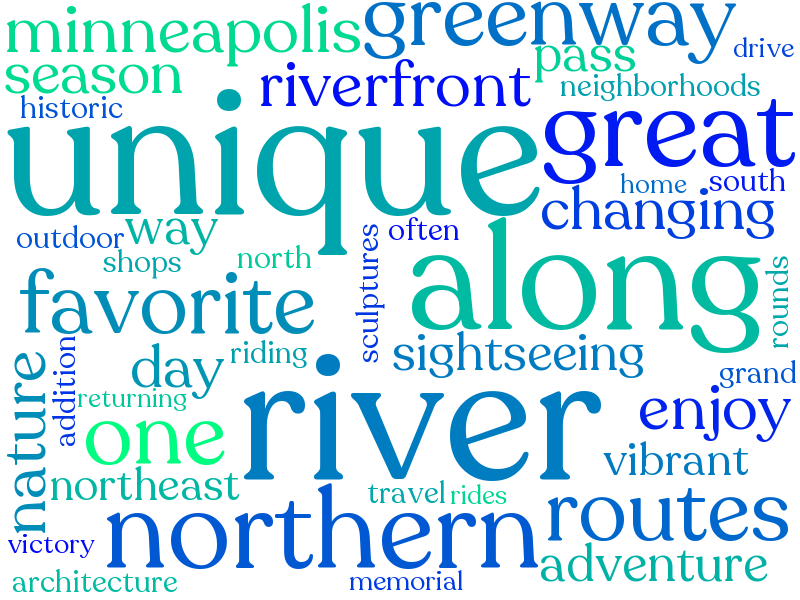 minneapolis greenway
drive
season
pass
riverfront
neighborhoods
historic
unique
great
home
south
changing
outdoor
way
often
shops
north
sculptures
along
rounds
favorite
sightseeing
addition
day
riding
grand
nature
returning
river
enjoy
one
vibrant
northeast
travel
rides
routes
northern
victory
adventure
architecture
memorial